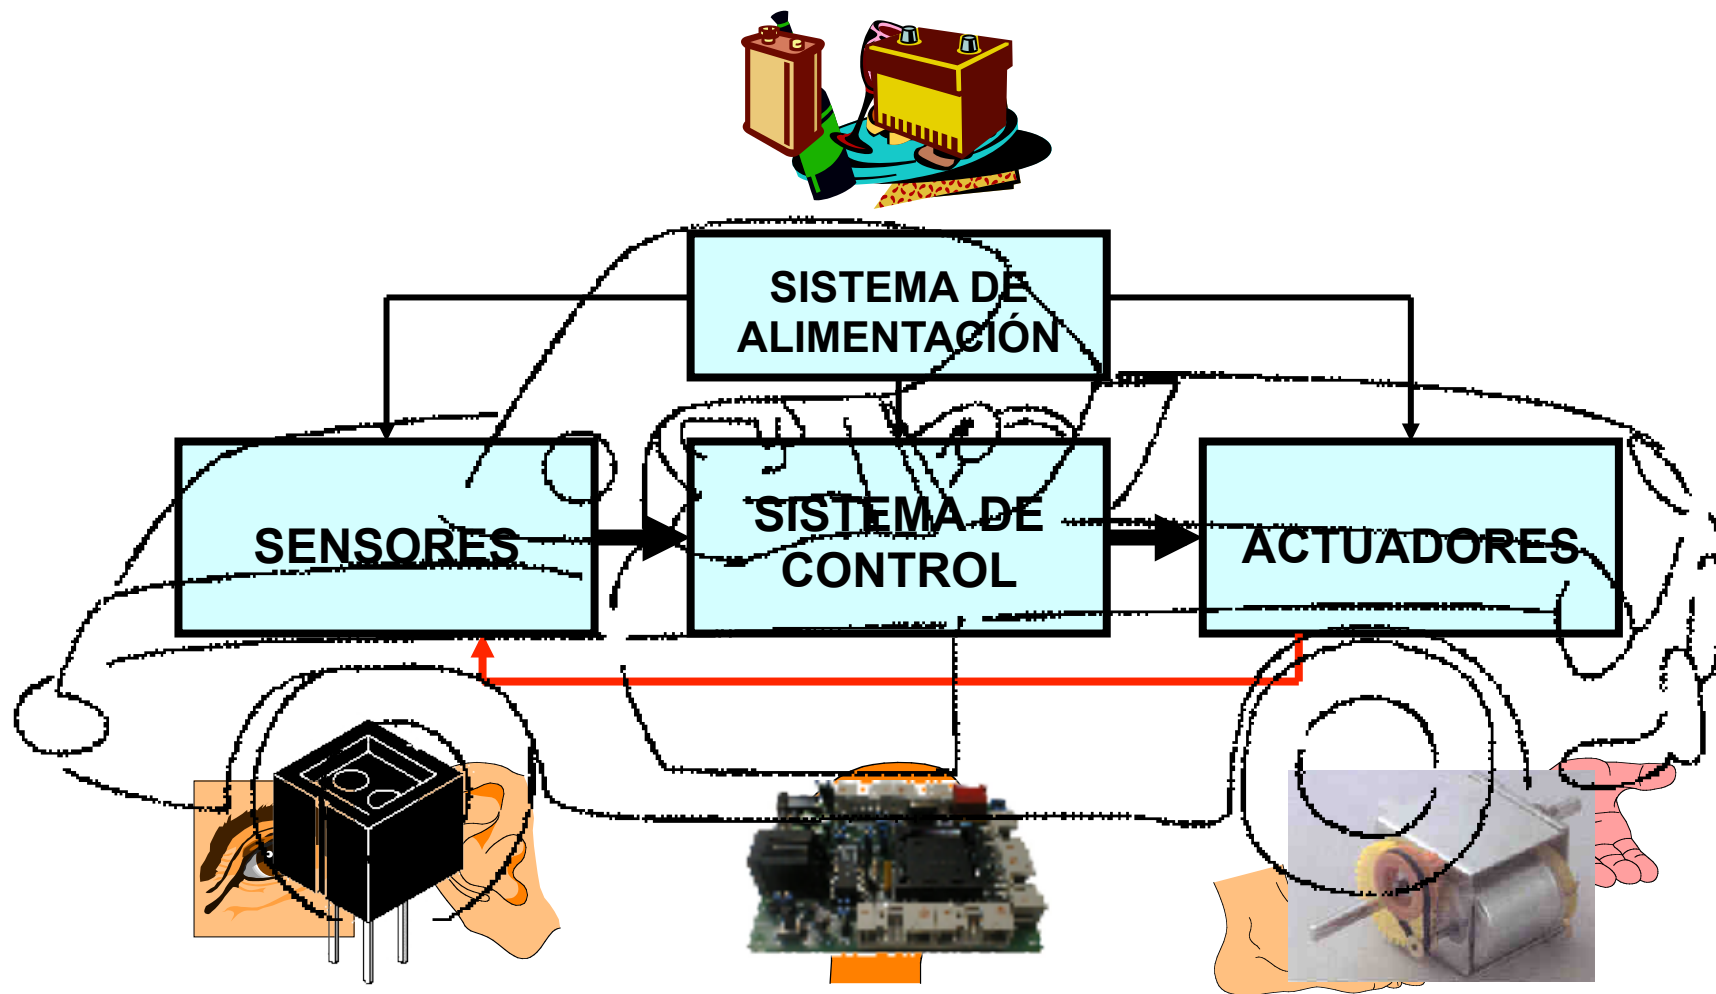 SISTEMA DE
ALIMENTACIÓN
SENSORES
SISTEMA DE
CONTROL
ACTUADORES